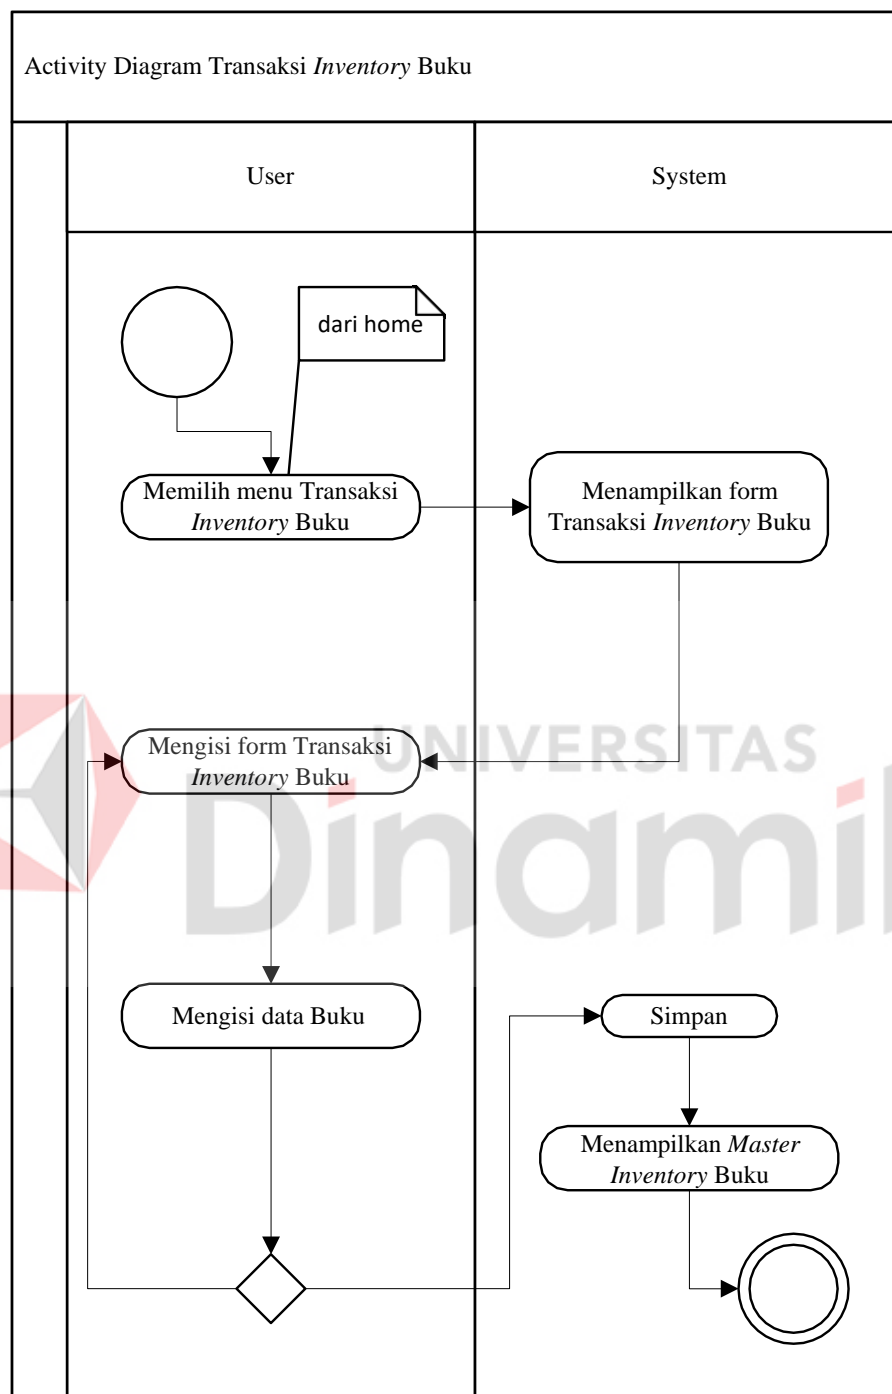 Activity Diagram Transaksi Inventory Buku
User
System
dari home
Memilih menu Transaksi
Inventory Buku
Menampilkan form
Transaksi Inventory Buku
Mengisi form Transaksi
Inventory Buku
UNIVERSITAS
Dinami
Mengisi data Buku
Simpan
Menampilkan Master
Inventory Buku